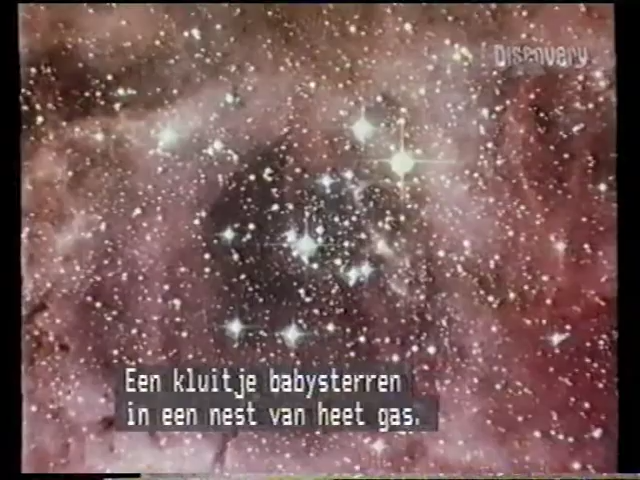 Discovery
Een kluitje babysterren
in een nest van heet gas.